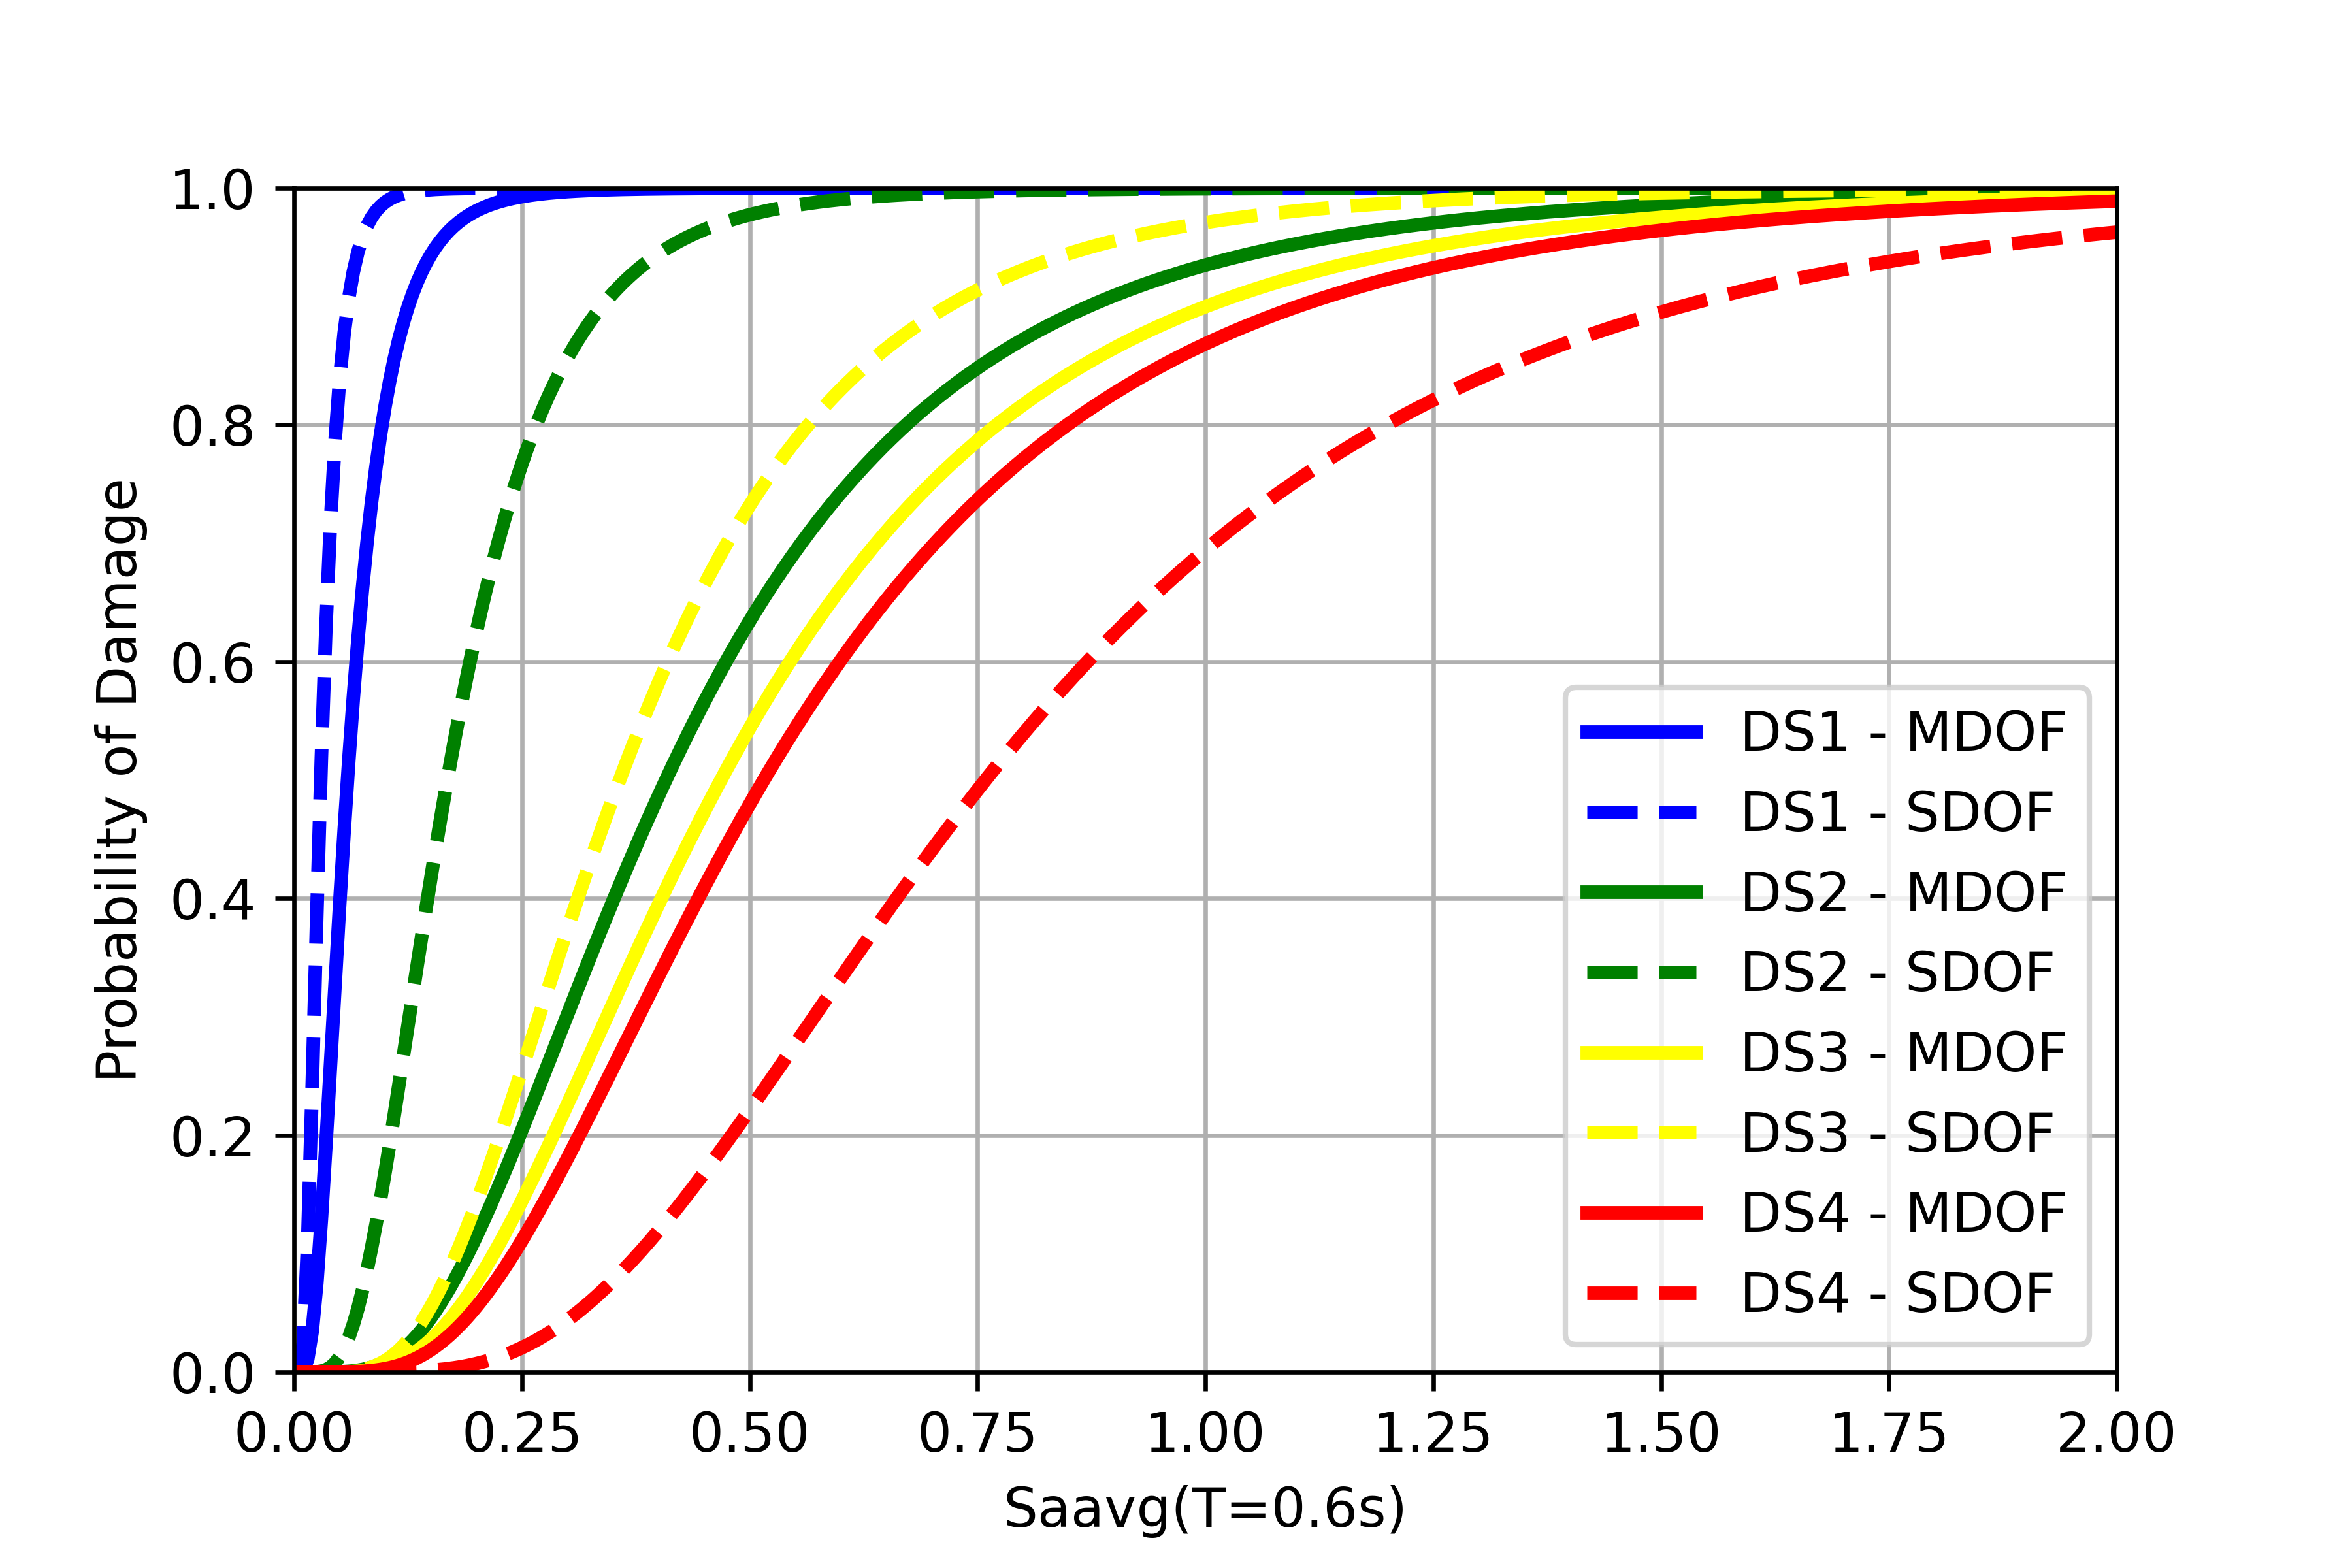 1.0
0.8
0.6
0.4
0.2
0.0
Probability of Damage
0.00 0.25 0.50 0.75 1.00 1.25 1.50 1.75 2.00
Saavg(T=0.6s)
DS1 - MDOF
DS1 - SDOF
DS2 - MDOF
DS2 - SDOF
DS3 - MDOF
DS3 - SDOF
DS4 - MDOF
DS4 - SDOF